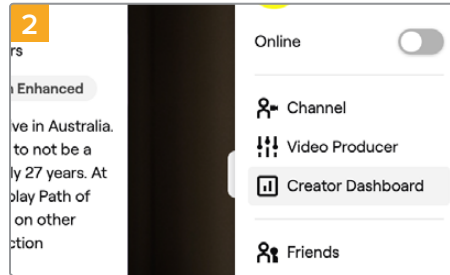 2
rs
Enhanced
ve in Australia.
to not be a
ly 27 years. At
play Path of
on other
ction
Online
Channel
Video Producer
Creator Dashboard
Friends